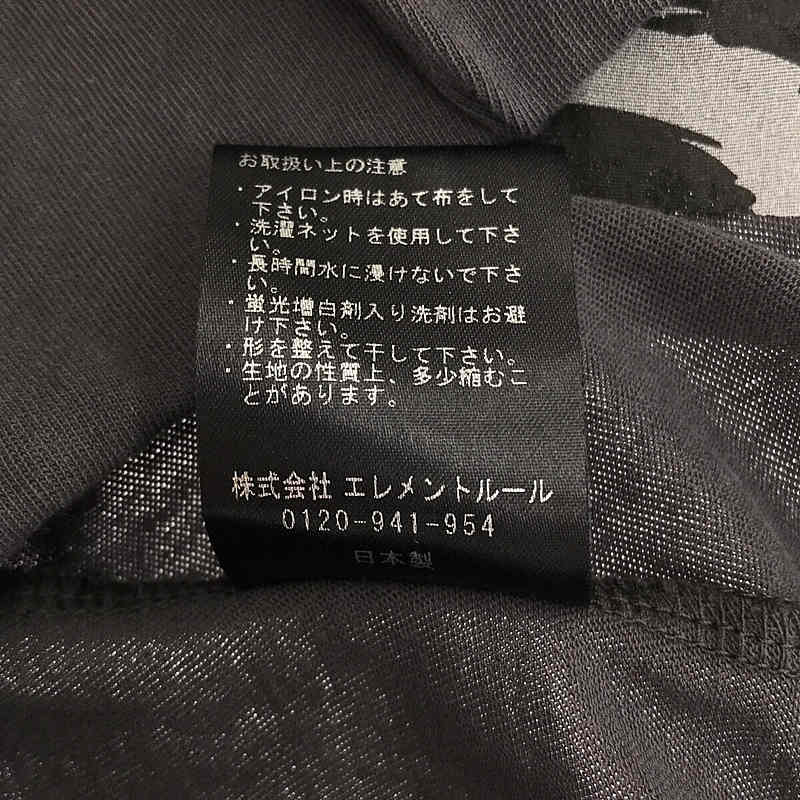 お取扱い上の注意
・アイロン時はあて布をして
下さい。
・洗濯ネットを使用して下さ
い。
・長時間水に浸けないで下さ
い。
・蛍光増白剤入り洗剤はお避
け下さい。
・形を整えて干して下さい。
・生地の性質上、多少縮むこ
とがあります。
株式会社 エレメントルール
0120-941-954
日本製